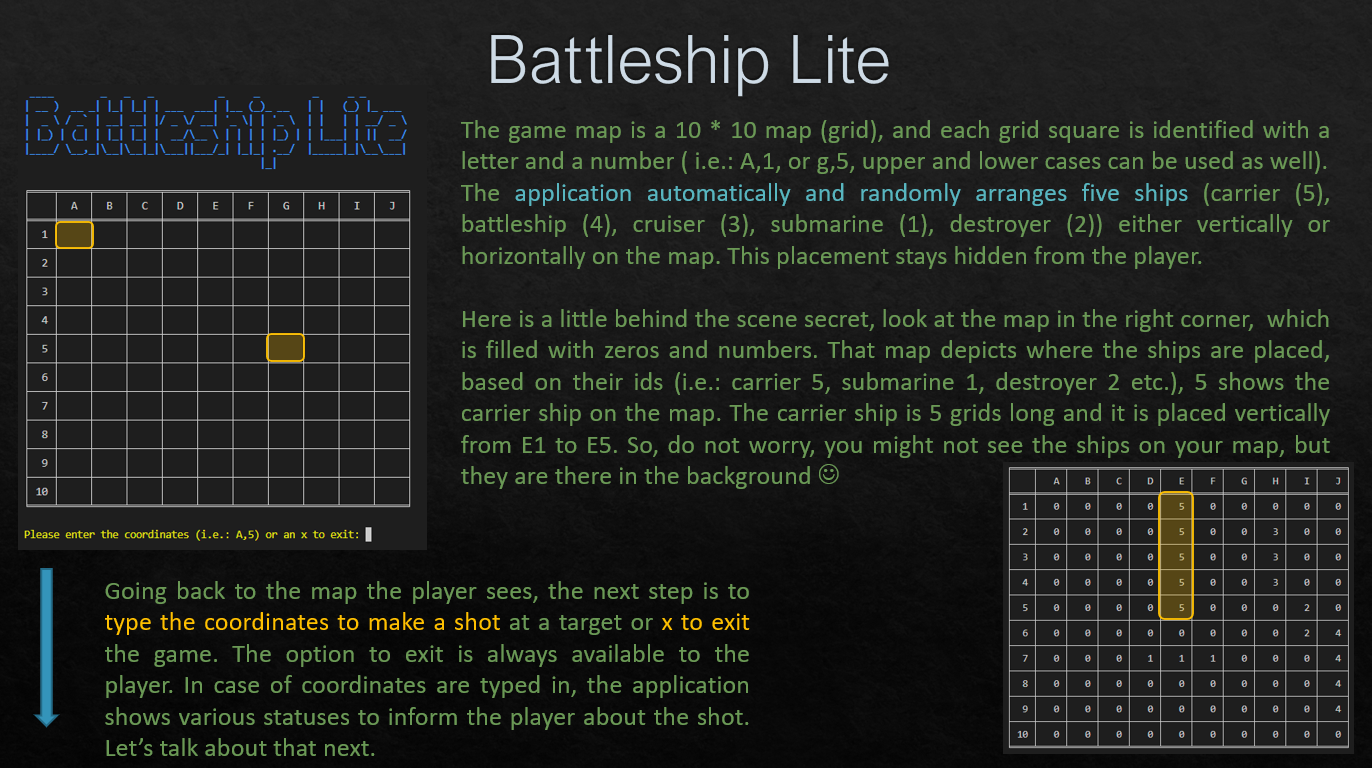 Battleship Lite
Battleship Lite
The game map is a 10 * 10 map (grid), and each grid square is identified with a
letter and a number ( i.e.: A,1, or g,5, upper and lower cases can be used as well).
The application automatically and randomly arranges five ships (carrier (5),
battleship (4), cruiser (3), submarine (1), destroyer (2)) either vertically or
horizontally on the map. This placement stays hidden from the player.
A B C D E F G H I J
1
2
3
4
5
6
7
8
9
10
Please enter the coordinates (i.e.: A,5) or an x to exit:
Here is a little behind the scene secret, look at the map in the right corner, which
is filled with zeros and numbers. That map depicts where the ships are placed,
based on their ids (i.e.: carrier 5, submarine 1, destroyer 2 etc.), 5 shows the
carrier ship on the map. The carrier ship is 5 grids long and it is placed vertically
from E1 to E5. So, do not worry, you might not see the ships on your map, but
they are there in the background ☺
A B C D E F G H I J
1 0 0 0 0 5 0 0 0 0 0
2 0 0 0 0 5 0 0 3 0 0
3 0 0 0 0 5 0 0 3 0 0
4 0 0 0 0 5 0 0 3 0 0
5 0 0 0 0 5 0 0 0 2 0
6 0 0 0 0 0 0 0 0 2 4
7 0 0 0 1 1 1 0 0 0 4
8 0 0 0 0 0 0 0 0 0 4
9 0 0 0 0 0 0 0 0 0 4
10 0 0 0 0 0 0 0 0 0 0
Going back to the map the player sees, the next step is to
type the coordinates to make a shot at a target or x to exit
the game. The option to exit is always available to the
player. In case of coordinates are typed in, the application
shows various statuses to inform the player about the shot.
Let’s talk about that next.